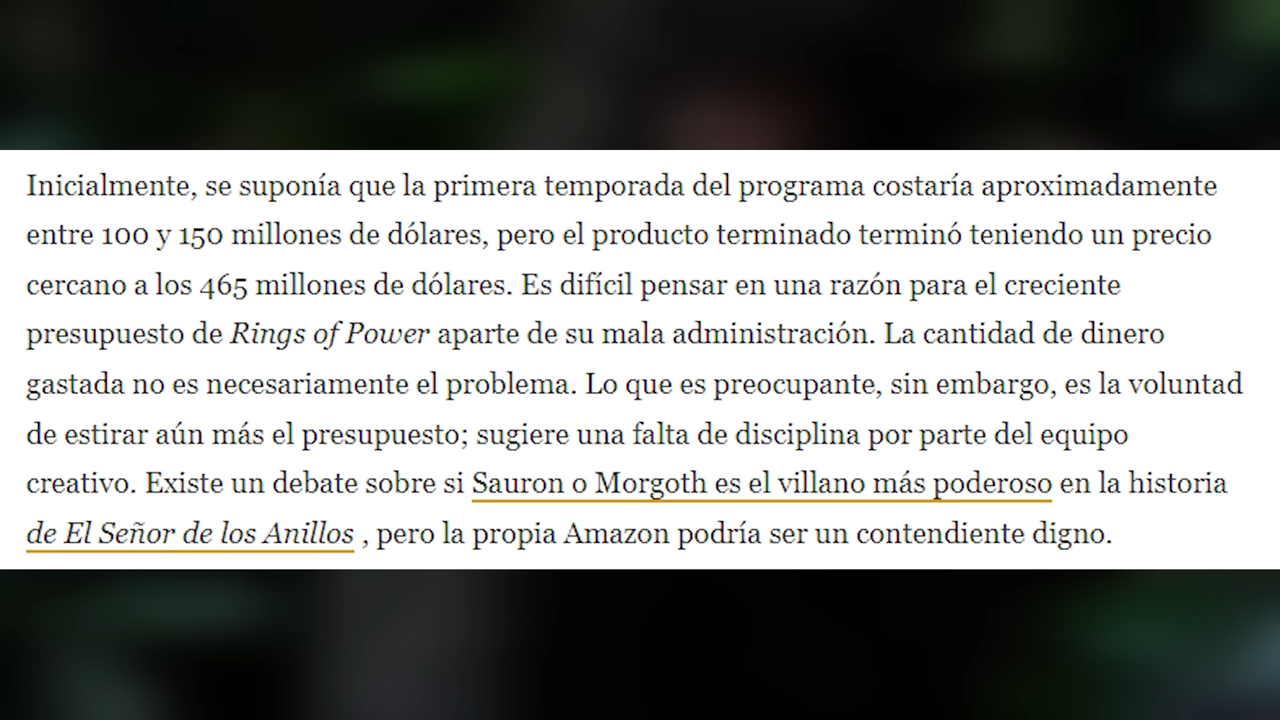 Inicialmente, se suponía que la primera temporada del programa costaría aproximadamente
entre 100 y 150 millones de dólares, pero el producto terminado terminó teniendo un precio
cercano a los 465 millones de dólares. Es difícil pensar en una razón para el creciente
presupuesto de Rings of Power aparte de su mala administración. La cantidad de dinero
gastada no es necesariamente el problema. Lo que es preocupante, sin embargo, es la voluntad
de estirar aún más el presupuesto; sugiere una falta de disciplina por parte del equipo
creativo. Existe un debate sobre si Sauron o Morgoth es el villano más poderoso en la historia
de El Señor de los Anillos , pero la propia Amazon podría ser un contendiente digno.